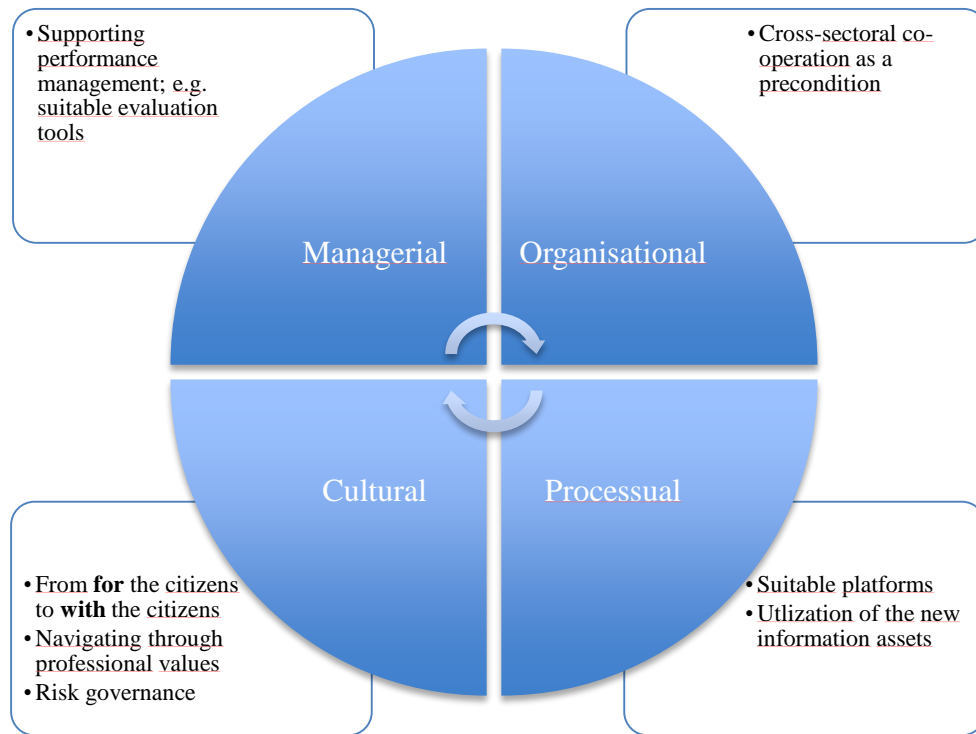 • Supporting
performance
management; e.g.
suitable evaluation
tools
• Cross-sectoral co-
operation as a
precondition
Managerial
Organisational
Cultural
Processual
• From for the citizens
to with the citizens
• Navigating through
professional values
• Risk governance
• Suitable platforms
• Utlization of the new
information assets